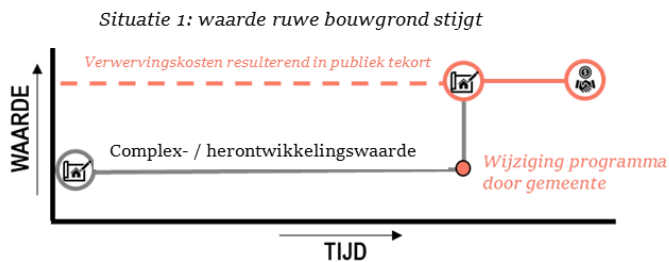 Situatie 1: waarde ruwe bouwgrond stijgt
Verwervingskosten resulterend in publiek tekort
WAARDE
Complex- / herontwikkelingswaarde
Wijziging programma
door gemeente
TIJD